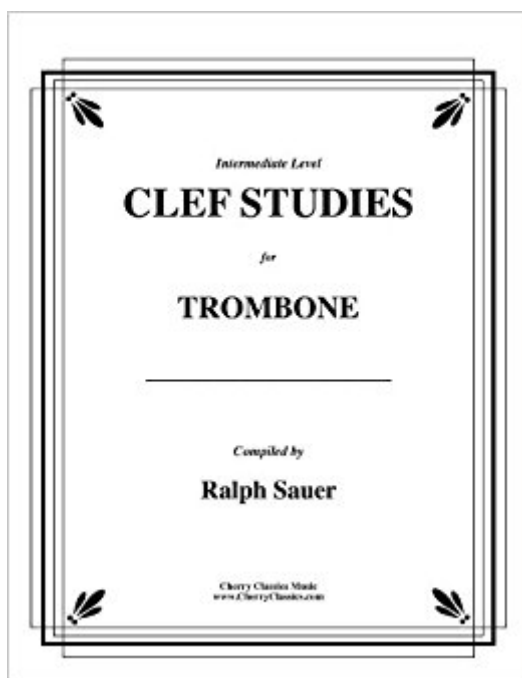 Intermediate Level
CLEF STUDIES
for
TROMBONE
Compiled by
Ralph Sauer
Cherry Classics Music
www.CherryClassics.com